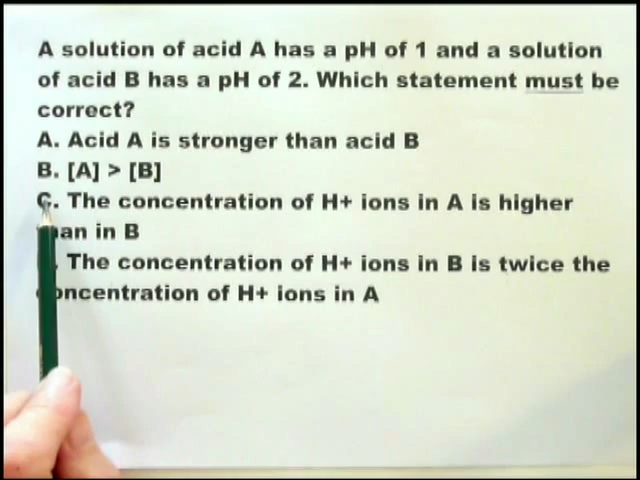 A solution of acid A has a pH of 1 and a solution
of acid B has a pH of 2. Which statement must be
correct?
A. Acid A is stronger than acid B
B. [A] > [B]
C. The concentration of H+ ions in A is higher
than in B
The concentration of H+ ions in B is twice the
concentration of H+ ions in A